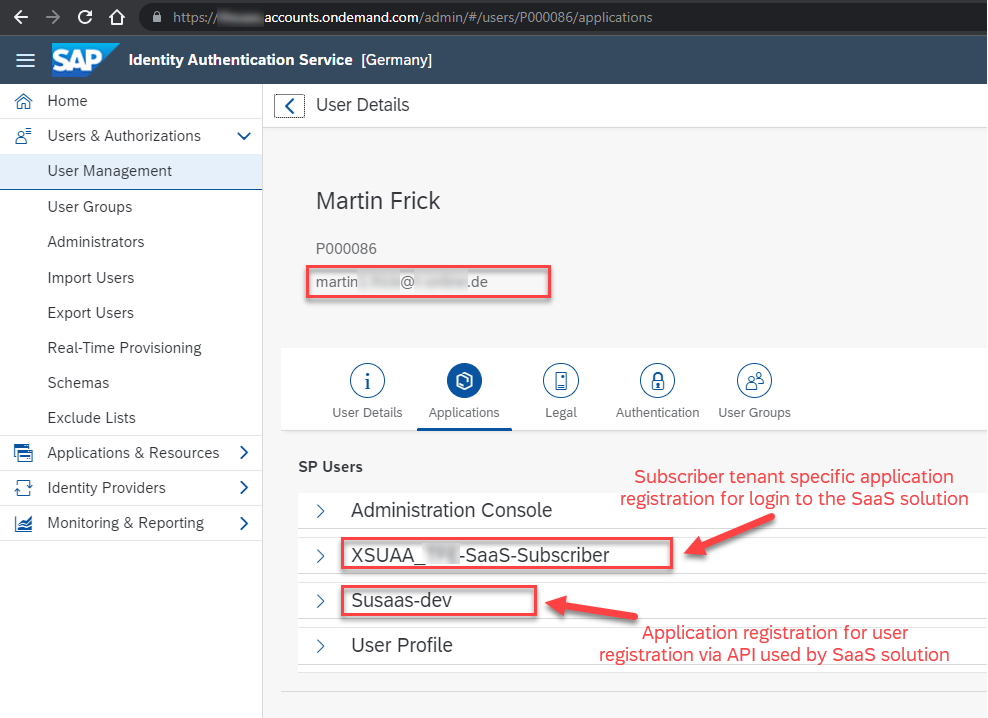 https:// accounts.ondemand.com/admin/#/users/P000086/applications
SAP Identity Authentication Service [Germany]
Home
Users & Authorizations
User Management
User Groups
Administrators
Import Users
Export Users
Real-Time Provisioning
Schemas
Exclude Lists
Applications & Resources
Identity Providers
Monitoring & Reporting
User Details
Martin Frick
P000086
martin @ .de
User Details
Applications
Legal
Authentication
User Groups
SP Users
Subscriber tenant specific application
registration for login to the SaaS solution
Administration Console
XSUAA_ -SaaS-Subscriber
Susaas-dev
User Profile
Application registration for user
registration via API used by SaaS solution